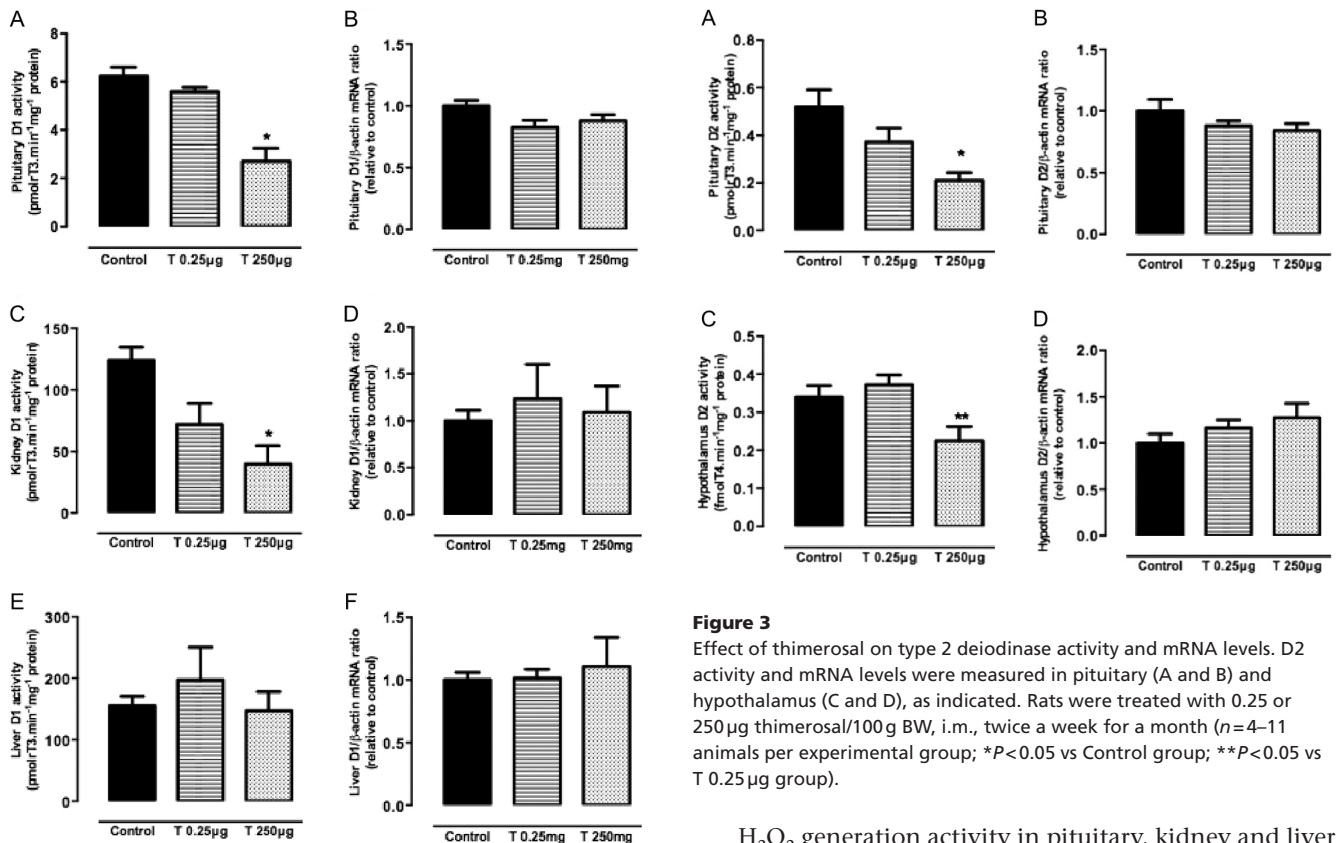 A
Pituitary D1 activity
(pmolrT3.min⁻¹mg⁻¹ protein)
8
6
4
2
0
*
Control T 0.25µg T 250µg
B
Pituitary D1/β-actin mRNA ratio
(relative to control)
1.5
1.0
0.5
0.0
Control T 0.25mg T 250mg
C
Kidney D1 activity
(pmolrT3.min⁻¹mg⁻¹ protein)
150
100
50
0
*
Control T 0.25µg T 250µg
D
Kidney D1/β-actin mRNA ratio
(relative to control)
2.0
1.5
1.0
0.5
0.0
Control T 0.25mg T 250mg
E
Liver D1 activity
(pmolrT3.min⁻¹mg⁻¹ protein)
300
200
100
0
Control T 0.25µg T 250µg
F
Liver D1/β-actin mRNA ratio
(relative to control)
1.5
1.0
0.5
0.0
Control T 0.25mg T 250mg
A
Pituitary D2 activity
(pmolrT3.min⁻¹mg⁻¹ protein)
0.8
0.6
0.4
0.2
0.0
*
Control T 0.25µg T 250µg
B
Pituitary D2/β-actin mRNA ratio
(relative to control)
1.5
1.0
0.5
0.0
Control T 0.25µg T 250µg
C
Hypothalamus D2 activity
(fmolT4.min⁻¹mg⁻¹ protein)
0.5
0.4
0.3
0.2
0.1
0.0
**
Control T 0.25µg T 250µg
D
Hypothalamus D2/β-actin mRNA ratio
(relative to control)
2.0
1.5
1.0
0.5
0.0
Control T 0.25µg T 250µg
Figure 3
Effect of thimerosal on type 2 deiodinase activity and mRNA levels. D2
activity and mRNA levels were measured in pituitary (A and B) and
hypothalamus (C and D), as indicated. Rats were treated with 0.25 or
250 µg thimerosal/100 g BW, i.m., twice a week for a month (n=4–11
animals per experimental group; *P<0.05 vs Control group; **P<0.05 vs
T 0.25 µg group).
H₂O₂ generation activity in pituitary, kidney and liver